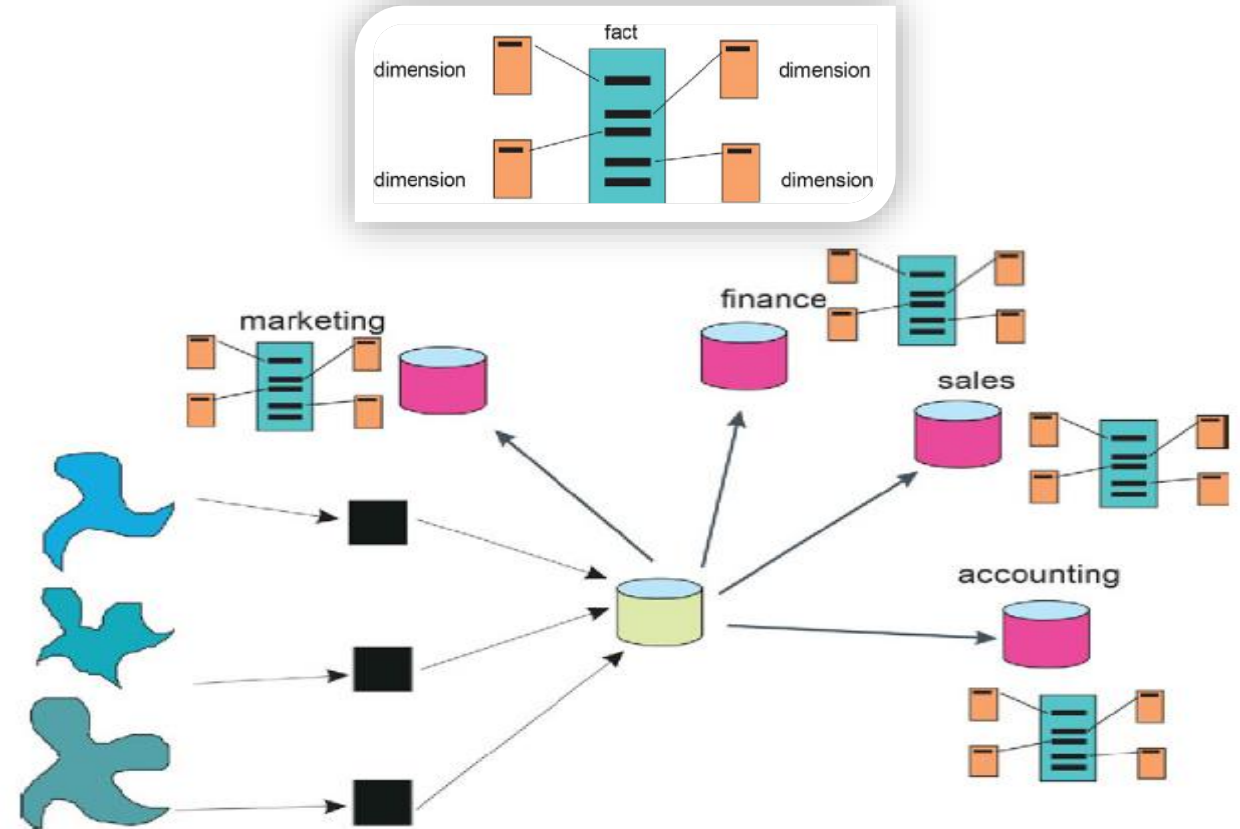 fact
dimension
dimension
dimension
dimension
finance
marketing
sales
accounting